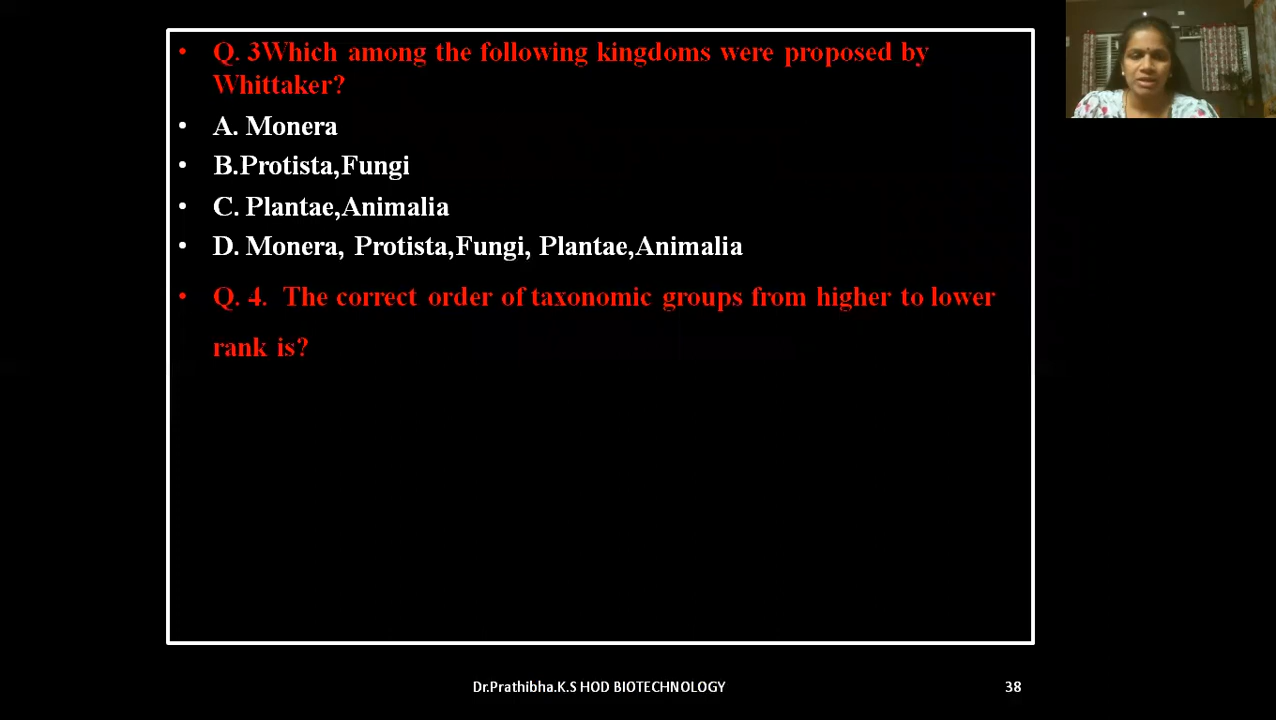 • Q. 3Which among the following kingdoms were proposed by
Whittaker?
• A. Monera
• B.Protista,Fungi
• C. Plantae,Animalia
• D. Monera, Protista,Fungi, Plantae,Animalia
• Q. 4. The correct order of taxonomic groups from higher to lower
rank is?
Dr.Prathibha.K.S HOD BIOTECHNOLOGY 38